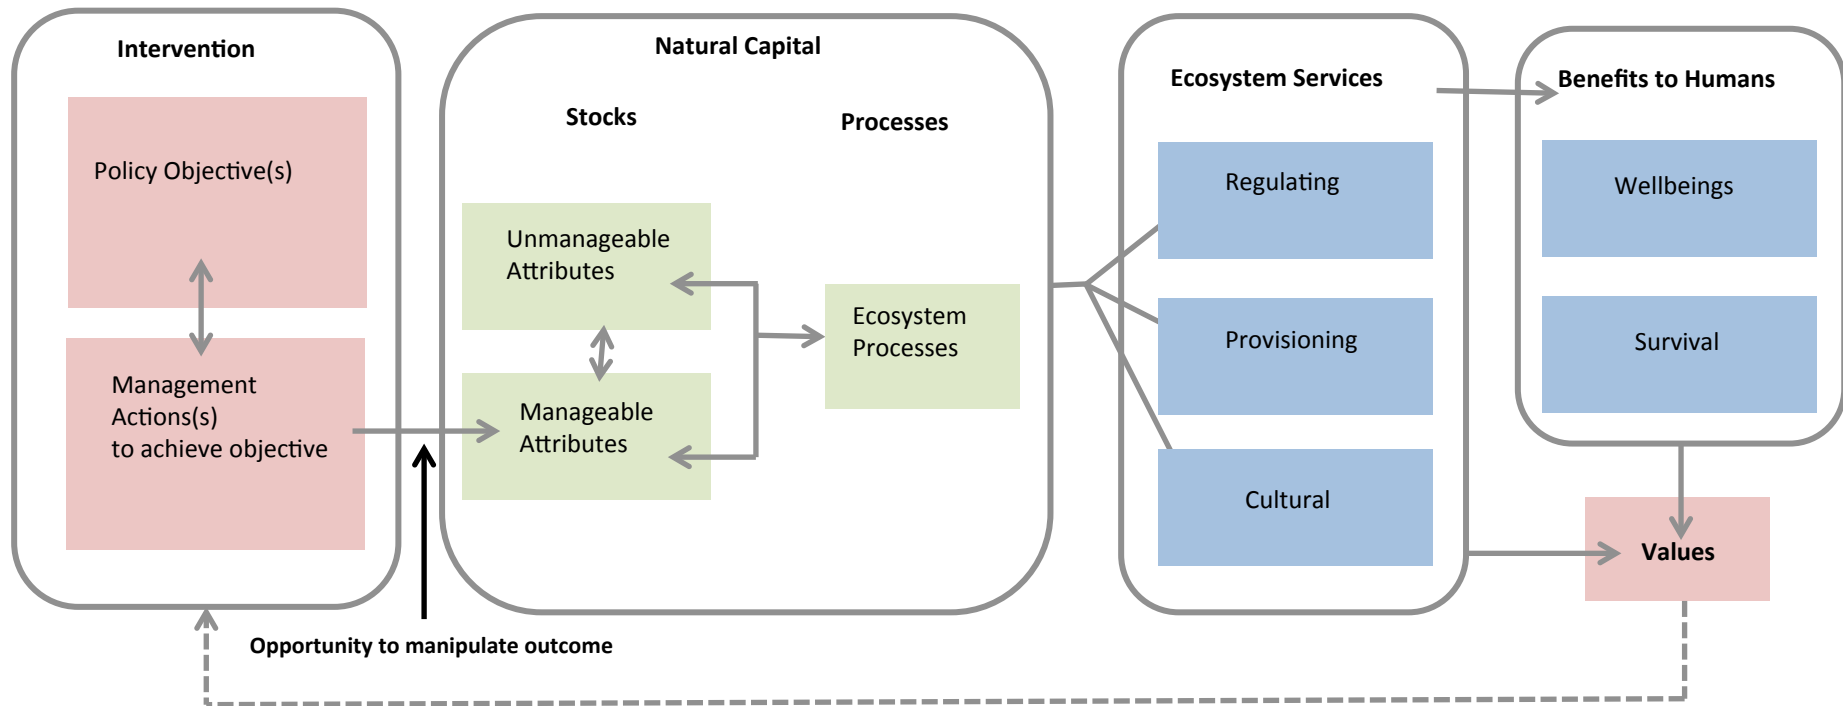 Intervention
Policy Objective(s)
Management
Actions(s)
to achieve objective
Natural Capital
Stocks
Processes
Unmanageable
Attributes
Manageable
Attributes
Ecosystem
Processes
Ecosystem Services
Regulating
Provisioning
Cultural
Benefits to Humans
Wellbeings
Survival
Values
Opportunity to manipulate outcome